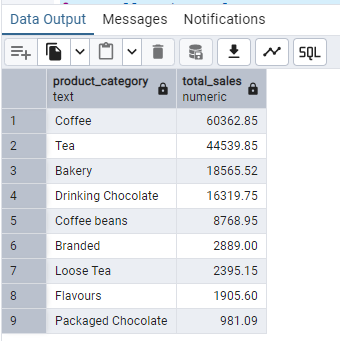 Data Output Messages Notifications
SQL
product_category total_sales
text numeric
1 Coffee 60362.85
2 Tea 44539.85
3 Bakery 18565.52
4 Drinking Chocolate 16319.75
5 Coffee beans 8768.95
6 Branded 2889.00
7 Loose Tea 2395.15
8 Flavours 1905.60
9 Packaged Chocolate 981.09